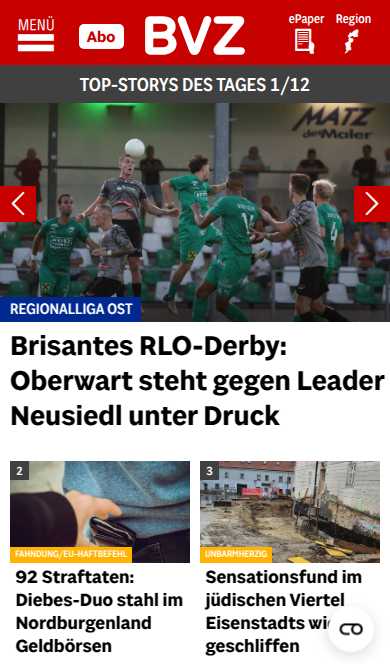 MENÜ
Abo
BVZ
ePaper
Region
TOP-STORYS DES TAGES 1/12
MATZ
der Maler
REGIONALLIGA OST
Brisantes RLO-Derby:
Oberwart steht gegen Leader
Neusiedl unter Druck
2
FAHNDUNG/EU-HAFTBEFEHL
92 Straftaten:
Diebes-Duo stahl im
Nordburgenland
Geldbörsen
3
UNBARMHERZIG
Sensationsfund im
jüdischen Viertel
Eisenstadts
geschliffen